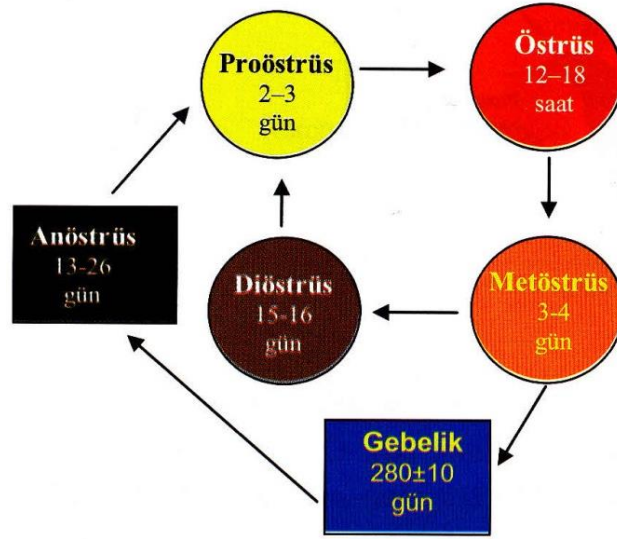 Proöstrüs
2–3
gün
Östrüs
12–18
saat
Anöstrüs
13-26
gün
Diöstrüs
15-16
gün
Metöstrüs
3-4
gün
Gebelik
280±10
gün